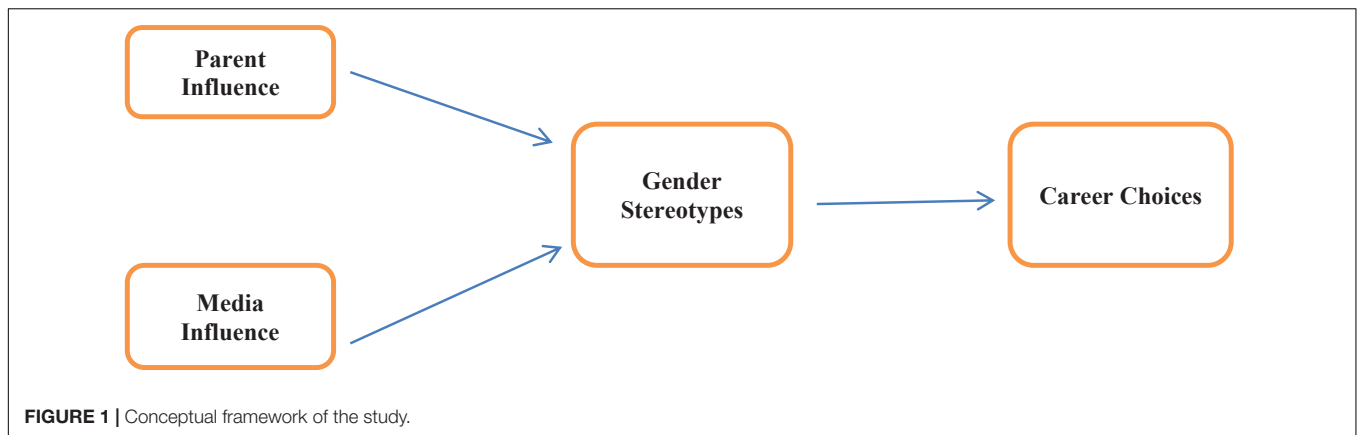 Parent
Influence
Gender
Stereotypes
Career Choices
Media
Influence
FIGURE 1 | Conceptual framework of the study.